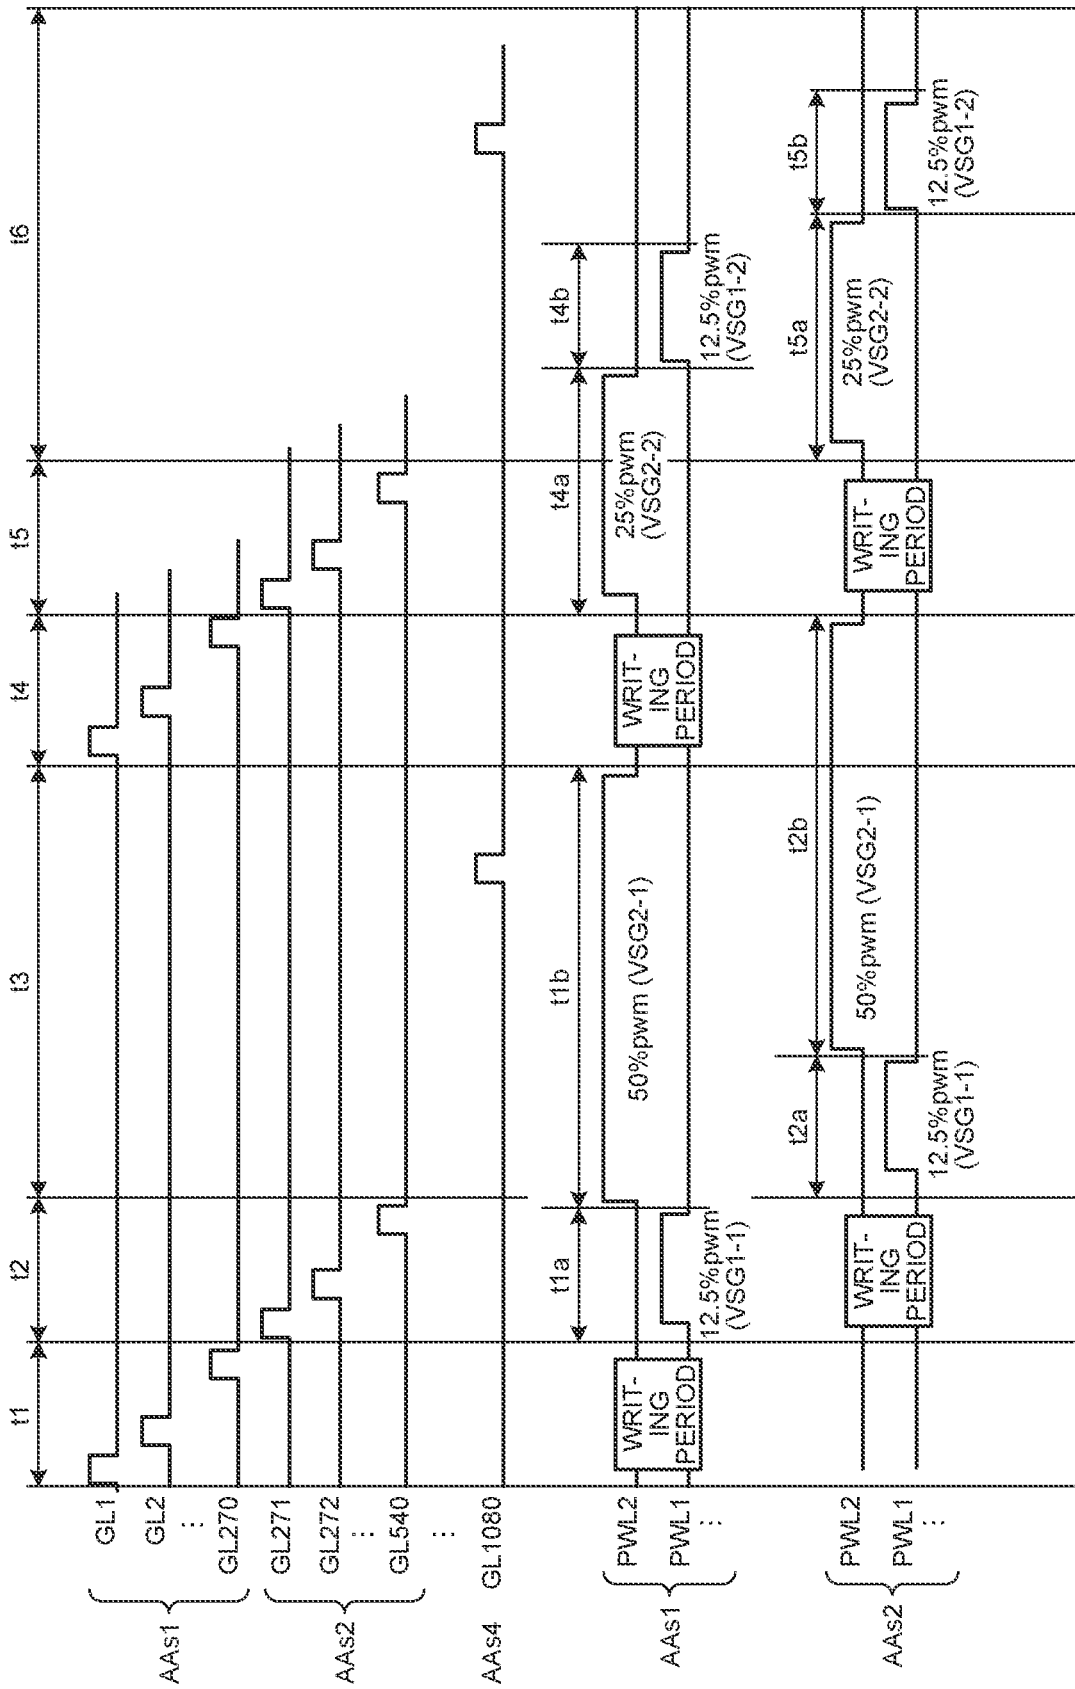 t1
t2
t3
t4
t5
t6
AAs1
GL1
GL2
⋮
GL270
AAs2
GL271
GL272
⋮
GL540
⋮
AAs4
GL1080
AAs1
PWL2
PWL1
⋮
WRIT-
ING
PERIOD
t1a
12.5%pwm
(VSG1-1)
t1b
50%pwm (VSG2-1)
WRIT-
ING
PERIOD
t4a
25%pwm
(VSG2-2)
t4b
12.5%pwm
(VSG1-2)
AAs2
PWL2
PWL1
⋮
WRIT-
ING
PERIOD
t2a
12.5%pwm
(VSG1-1)
t2b
50%pwm (VSG2-1)
WRIT-
ING
PERIOD
t5a
25%pwm
(VSG2-2)
t5b
12.5%pwm
(VSG1-2)